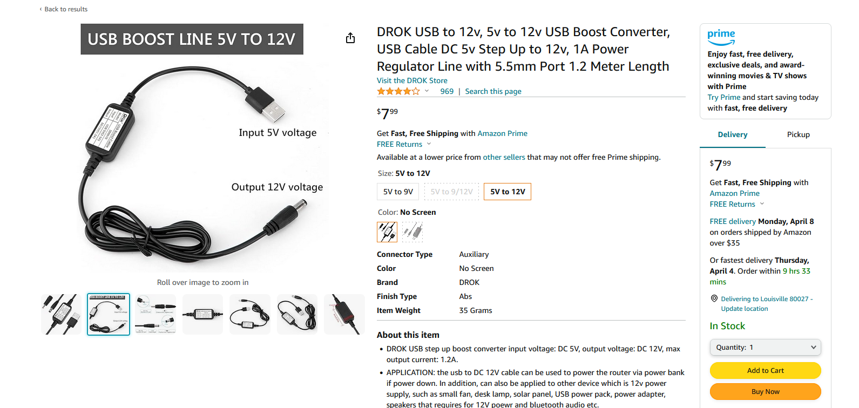 ‹ Back to results
USB BOOST LINE 5V TO 12V
Input 5V voltage
Output 12V voltage
Roll over image to zoom in
DROK USB to 12v, 5v to 12v USB Boost Converter,
USB Cable DC 5v Step Up to 12v, 1A Power
Regulator Line with 5.5mm Port 1.2 Meter Length
Visit the DROK Store
969 | Search this page
$7.99
Get Fast, Free Shipping with Amazon Prime
FREE Returns
Available at a lower price from other sellers that may not offer free Prime shipping.
Size: 5V to 12V
5V to 9V
5V to 9/12V
5V to 12V
Color: No Screen
Connector Type Auxiliary
Color No Screen
Brand DROK
Finish Type Abs
Item Weight 35 Grams
About this item
• DROK USB step up boost converter input voltage: DC 5V, output voltage: DC 12V, max
output current: 1.2A.
• APPLICATION: the usb to DC 12V cable can be used to power the router via power bank
if power down. In addition, can also be applied to other device which is 12v power
supply, such as small fan, desk lamp, solar panel, USB power pack, power adapter,
speakers that requires for 12V power and bluetooth audio etc.
prime
Enjoy fast, free delivery,
exclusive deals, and award-
winning movies & TV shows
with Prime
Try Prime and start saving today
with fast, free delivery
Delivery
Pickup
$7.99
Get Fast, Free Shipping with
Amazon Prime
FREE Returns
FREE delivery Monday, April 8
on orders shipped by Amazon
over $35
Or fastest delivery Thursday,
April 4. Order within 9 hrs 33
mins
Delivering to Louisville 80027 -
Update location
In Stock
Quantity: 1
Add to Cart
Buy Now